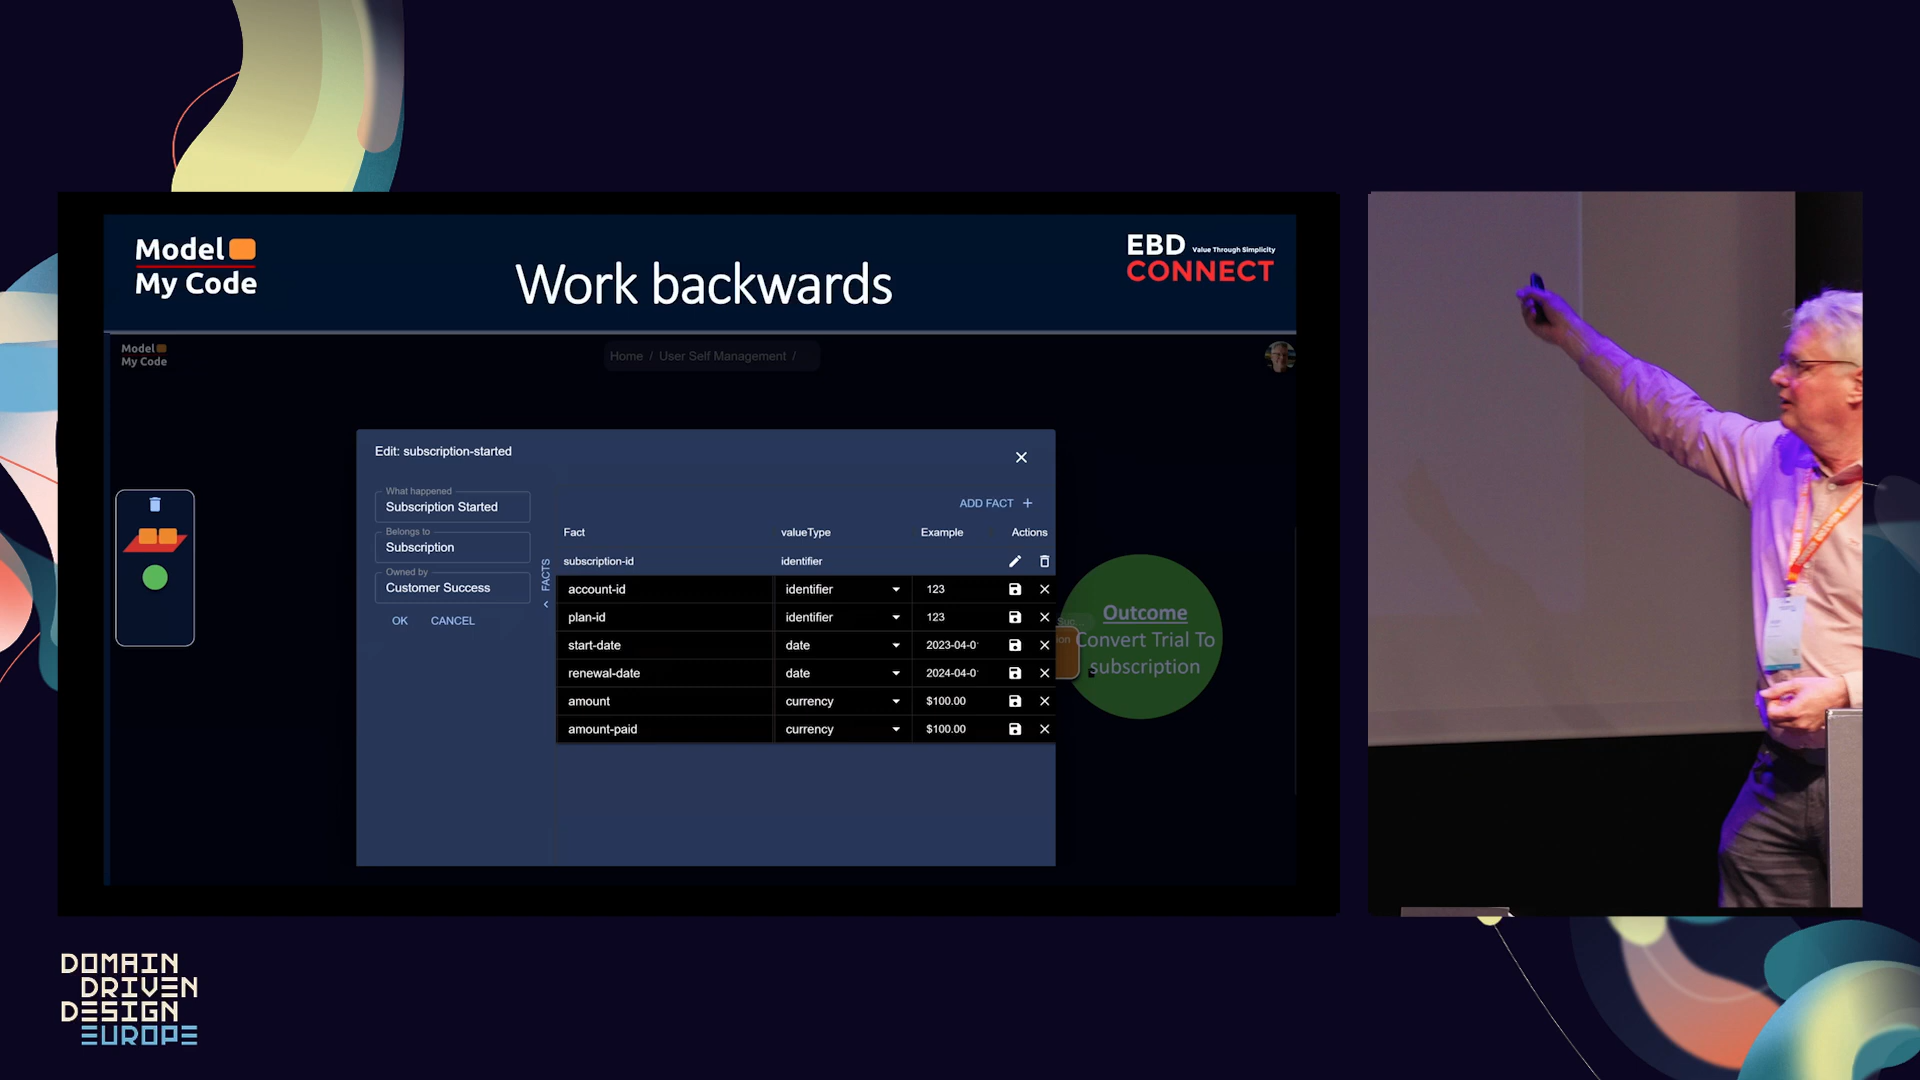 Model
My Code
Work backwards
EBD Value Through Simplicity
CONNECT
Model
My Code
Home / User Self Management /
Edit: subscription-started
What happened
Subscription Started
Belongs to
Subscription
Owned by
Customer Success
OK CANCEL
FACTS
ADD FACT +
Fact valueType Example Actions
subscription-id identifier
account-id identifier 123
plan-id identifier 123
start-date date 2023-04-0
renewal-date date 2024-04-0
amount currency $100.00
amount-paid currency $100.00
Suc...
ion
Outcome
Convert Trial To
subscription
DOMAIN
DRIVEN
DESIGN
EUROPE